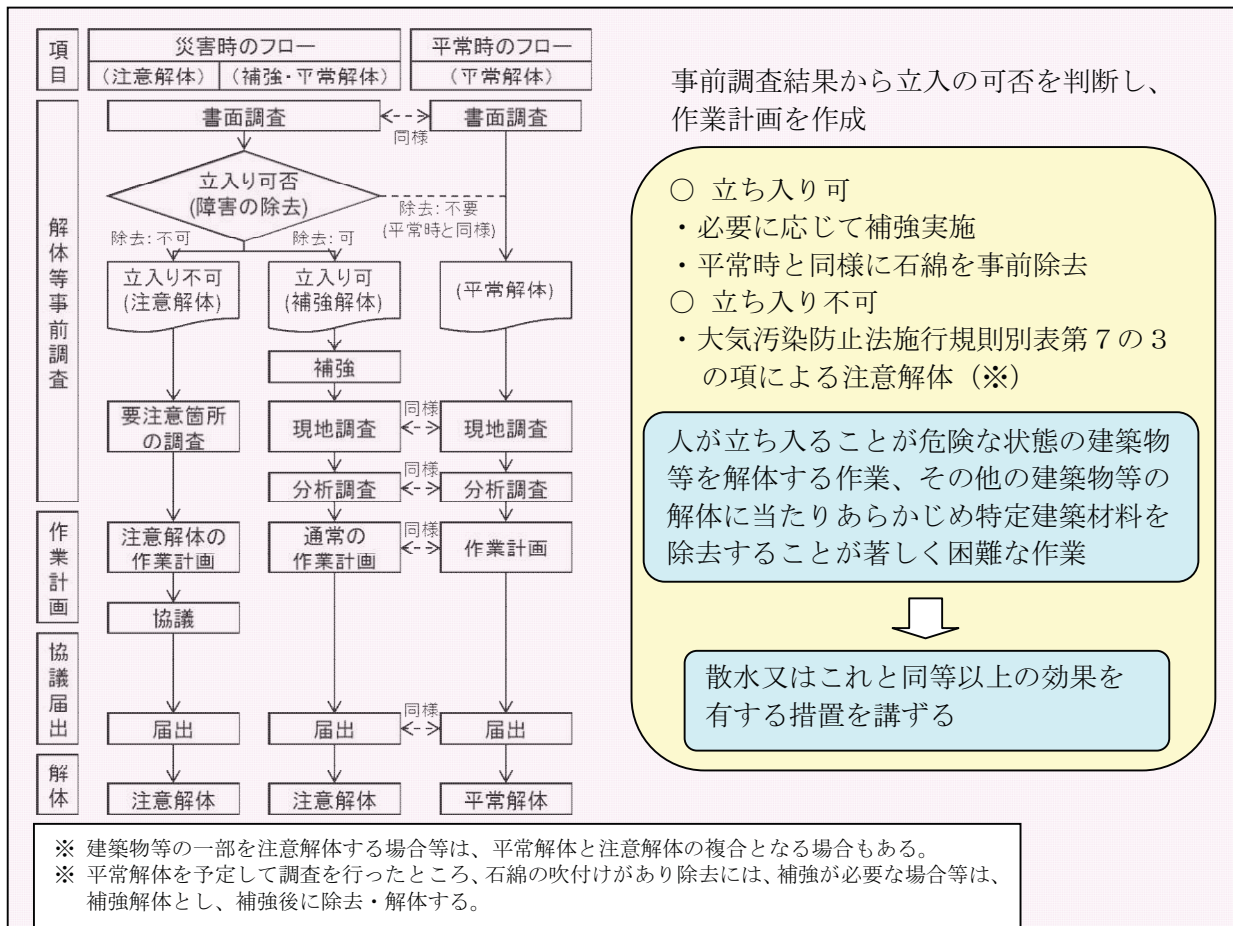 項目
災害時のフロー
平常時のフロー
(注意解体)
(補強・平常解体)
(平常解体)
解体等事前調査
書面調査
同様
書面調査
立入り可否
(障害の除去)
除去:不要
(平常時と同様)
除去:不可
除去:可
立入り不可
(注意解体)
立入り可
(補強解体)
(平常解体)
補強
要注意箇所
の調査
現地調査
同様
現地調査
分析調査
同様
分析調査
作業計画
注意解体の
作業計画
通常の
作業計画
同様
作業計画
協議
協議届出
届出
届出
同様
届出
解体
注意解体
注意解体
平常解体
事前調査結果から立入の可否を判断し、
作業計画を作成
○ 立ち入り可
・必要に応じて補強実施
・平常時と同様に石綿を事前除去
○ 立ち入り不可
・大気汚染防止法施行規則別表第7の3
の項による注意解体(※)
人が立ち入ることが危険な状態の建築物
等を解体する作業、その他の建築物等の
解体に当たりあらかじめ特定建築材料を
除去することが著しく困難な作業
散水又はこれと同等以上の効果を
有する措置を講ずる
※ 建築物等の一部を注意解体する場合等は、平常解体と注意解体の複合となる場合もある。
※ 平常解体を予定して調査を行ったところ、石綿の吹付けがあり除去には、補強が必要な場合等は、
補強解体とし、補強後に除去・解体する。